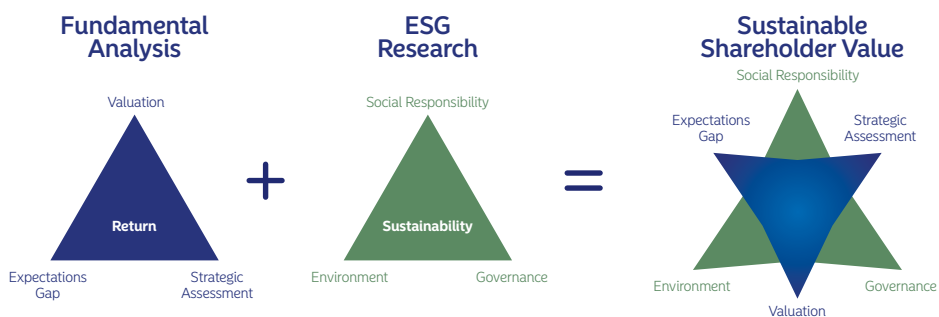 Fundamental
Analysis
Valuation
Return
Expectations
Gap
Strategic
Assessment
+
ESG
Research
Social Responsibility
Sustainability
Environment
Governance
=
Sustainable
Shareholder Value
Social Responsibility
Expectations
Gap
Strategic
Assessment
Environment
Governance
Valuation